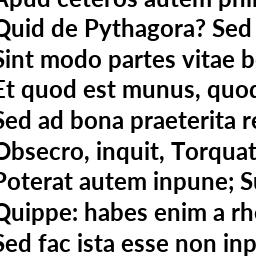 Apud ceteros autem phil
Quid de Pythagora? Sed
Sint modo partes vitae b
Et quod est munus, quod
Sed ad bona praeterita re
Obsecro, inquit, Torquat
Poterat autem inpune; Su
Quippe: habes enim a rho
Sed fac ista esse non inp